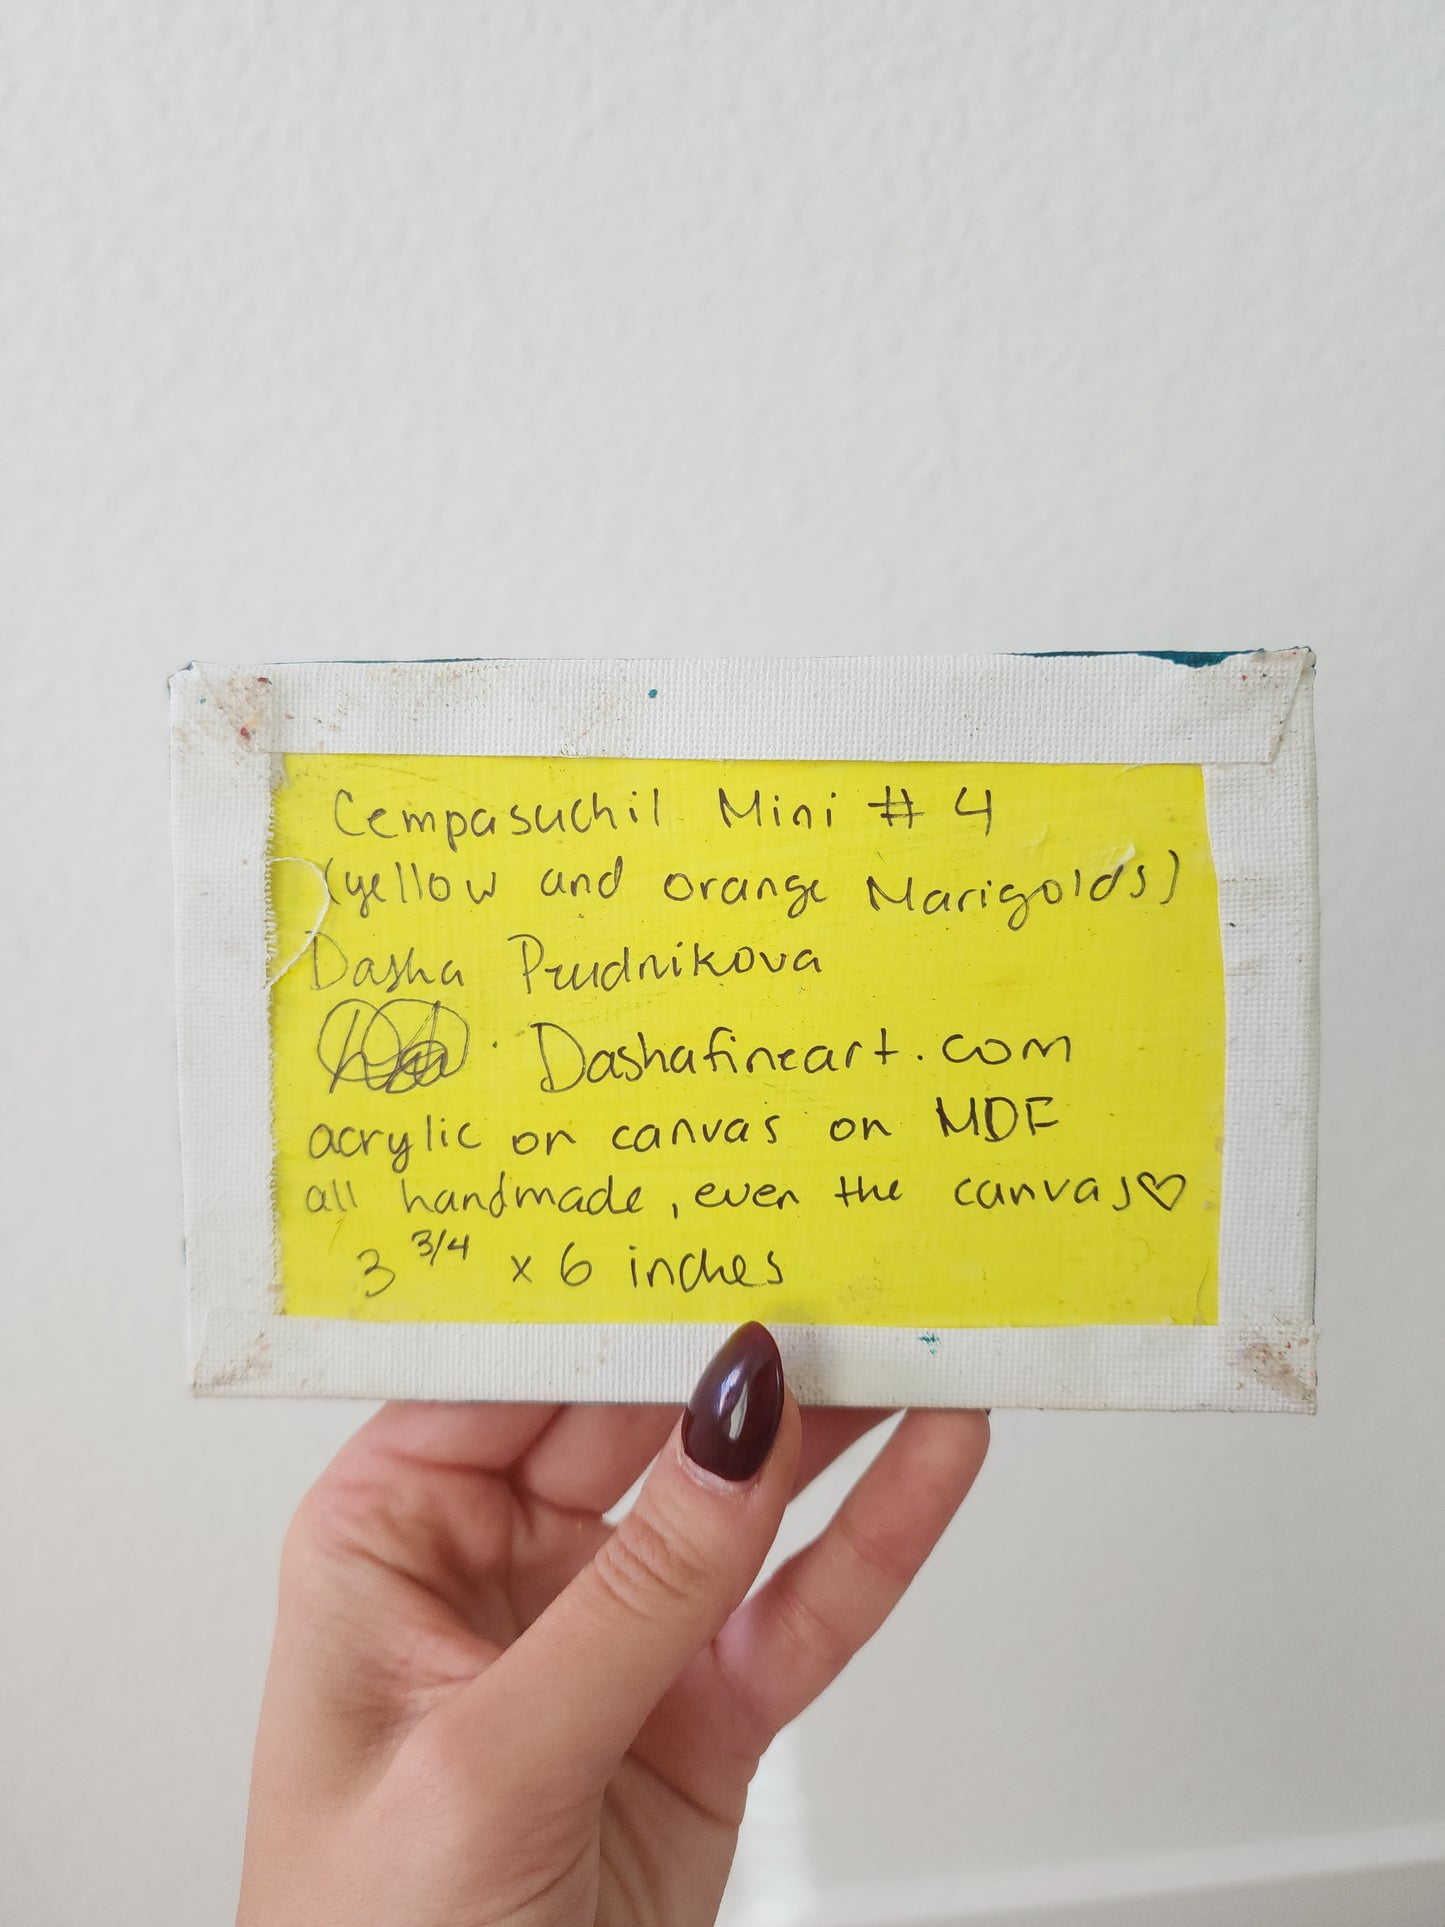 Cempasuchil Mini # 4
(yellow and orange Marigolds)
Dasha Prudnikova
Dashafineart.com
acrylic on canvas on MDF
all handmade, even the canvas♡
3 3/4 x 6 inches